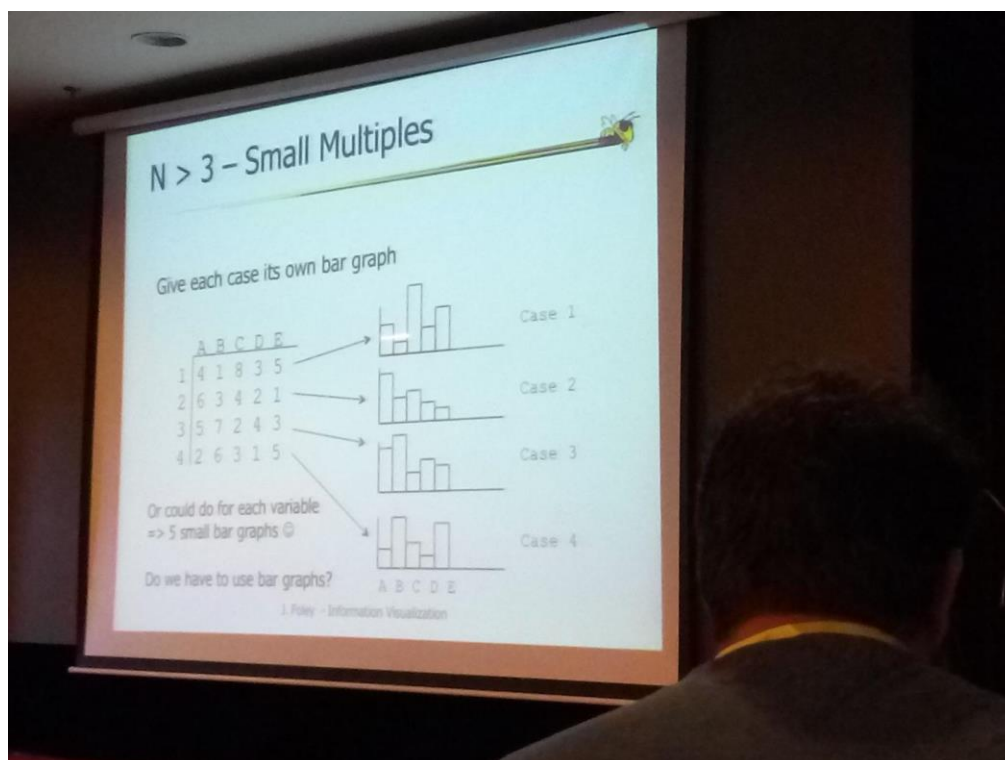 N > 3 – Small Multiples
Give each case its own bar graph
A B C D E
1 4 1 8 3 5
2 6 3 4 2 1
3 5 7 2 4 3
4 2 6 3 1 5
Case 1
Case 2
Case 3
Case 4
A B C D E
Or could do for each variable
=> 5 small bar graphs ☺
Do we have to use bar graphs?
J. Foley - Information Visualization